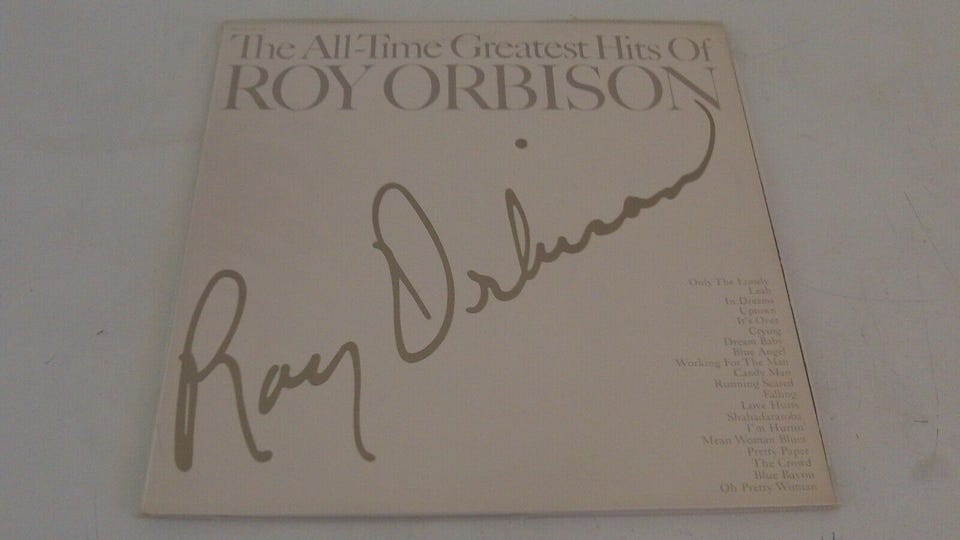 The All-Time Greatest Hits Of
ROY ORBISON
Roy Orbison
Only The Lonely
Leah
In Dreams
Uptown
It's Over
Crying
Dream Baby
Blue Angel
Working For The Man
Candy Man
Running Scared
Falling
Love Hurts
Shahadararoba
I'm Hurtin'
Mean Woman Blues
Pretty Paper
The Crowd
Blue Bayou
Oh Pretty Woman